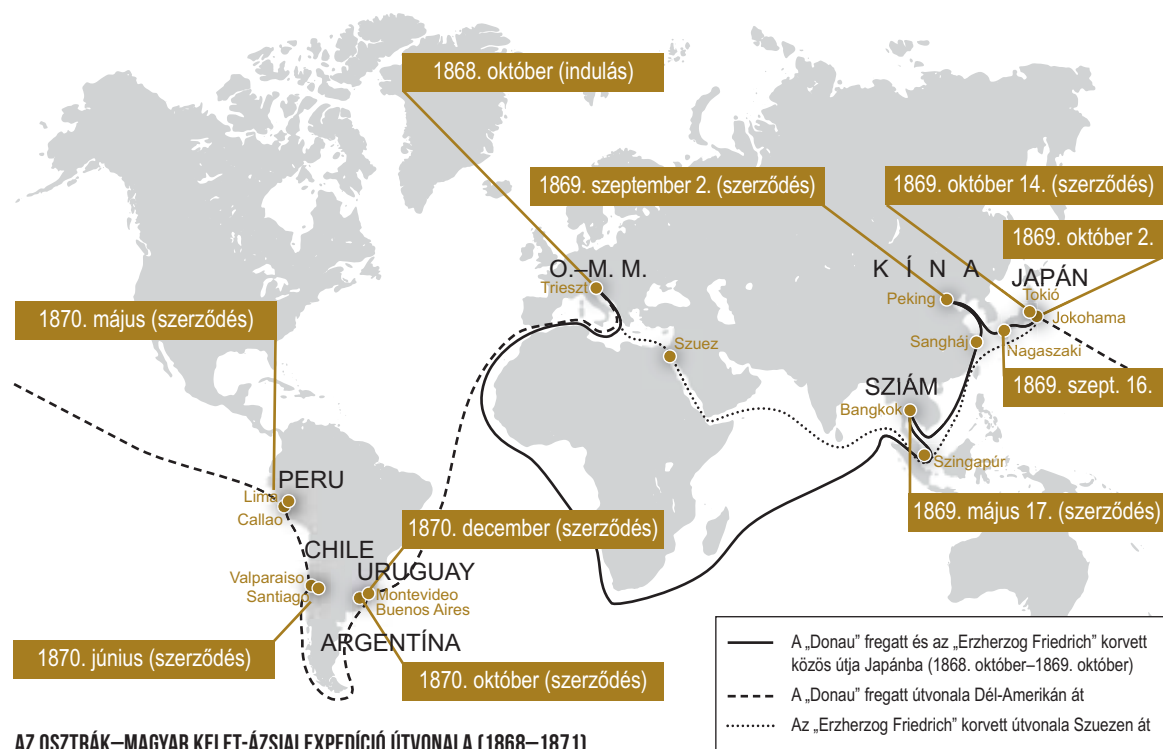 1868. október (indulás)
1869. szeptember 2. (szerződés)
1869. október 14. (szerződés)
1869. október 2.
O.–M. M.
Trieszt
K Í N A
JAPÁN
Peking
Tokió
Jokohama
1870. május (szerződés)
Szuez
Sangháj
Nagaszaki
SZIÁM
1869. szept. 16.
Bangkok
Szingapúr
PERU
Lima
Callao
1869. május 17. (szerződés)
1870. december (szerződés)
CHILE
URUGUAY
Valparaiso
Santiago
Montevideo
Buenos Aires
ARGENTÍNA
1870. június (szerződés)
1870. október (szerződés)
A „Donau” fregatt és az „Erzherzog Friedrich” korvett
közös útja Japánba (1868. október–1869. október)
A „Donau” fregatt útvonala Dél-Amerikán át
Az „Erzherzog Friedrich” korvett útvonala Szuezen át
AZ OSZTRÁK–MAGYAR KELET-ÁZSIAI EXPEDÍCIÓ ÚTVONALA (1868–1871)